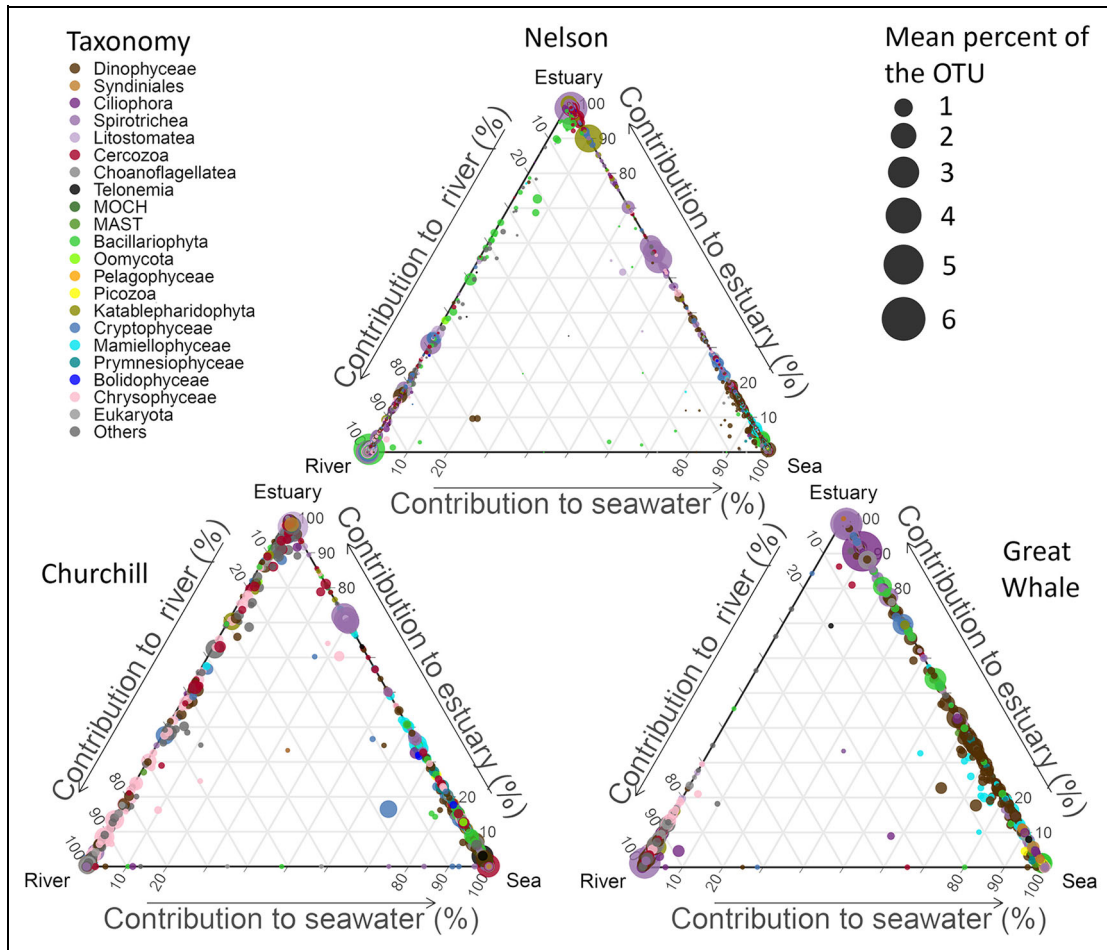 Taxonomy
Dinophyceae
Syndiniales
Ciliophora
Spirotrichea
Litostomatea
Cercozoa
Choanoflagellatea
Telonemia
MOCH
MAST
Bacillariophyta
Oomycota
Pelagophyceae
Picozoa
Katablepharidophyta
Cryptophyceae
Mamiellophyceae
Prymnesiophyceae
Bolidophyceae
Chrysophyceae
Eukaryota
Others
Nelson
Estuary
Contribution to river (%)
10
20
80
90
100
Contribution to estuary (%)
100
90
80
20
10
River
Sea
10
20
80
90
100
Contribution to seawater (%)
Mean percent of
the OTU
1
2
3
4
5
6
Churchill
Estuary
Contribution to river (%)
10
20
80
90
100
Contribution to estuary (%)
100
90
80
20
10
River
Sea
10
20
80
90
100
Contribution to seawater (%)
Great
Whale
Estuary
Contribution to river (%)
10
20
80
90
100
Contribution to estuary (%)
100
90
80
20
10
River
Sea
10
20
80
90
100
Contribution to seawater (%)